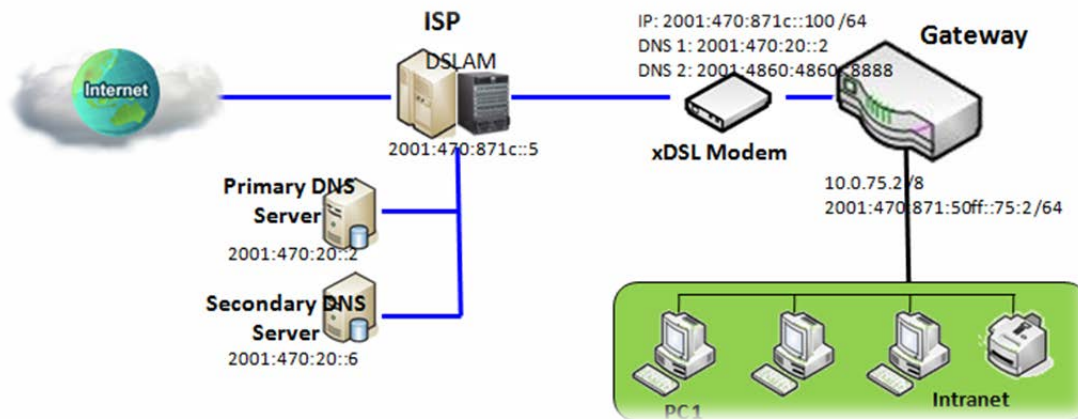 ISP
DSLAM
Internet
2001:470:871c::5
IP: 2001:470:871c::100 /64
DNS 1: 2001:470:20::2
DNS 2: 2001:4860:4860::8888
Gateway
xDSL Modem
10.0.75.2 /8
2001:470:871:50ff::75:2 /64
Primary DNS
Server
2001:470:20::2
Secondary DNS
Server
2001:470:20::6
PC1
Intranet